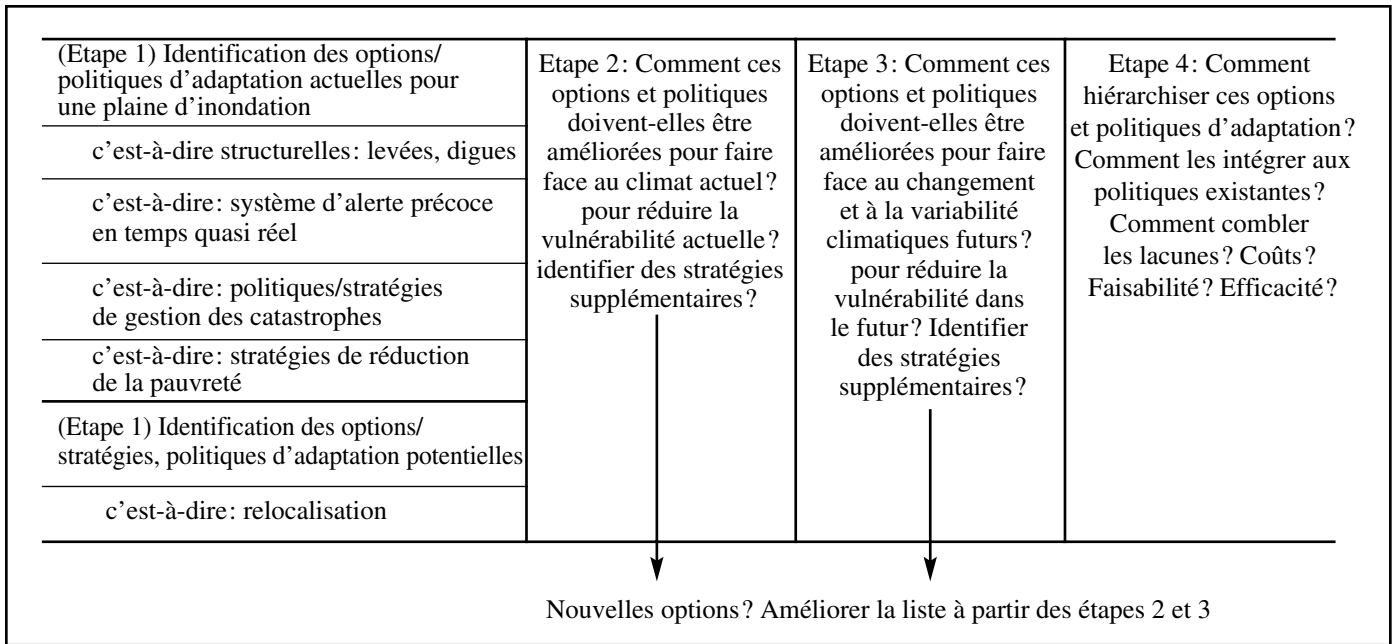 (Etape 1) Identification des options/
politiques d'adaptation actuelles pour
une plaine d'inondation
c'est-à-dire structurelles : levées, digues
c'est-à-dire : système d'alerte précoce
en temps quasi réel
c'est-à-dire : politiques/stratégies
de gestion des catastrophes
c'est-à-dire : stratégies de réduction
de la pauvreté
(Etape 1) Identification des options/
stratégies, politiques d'adaptation potentielles
c'est-à-dire : relocalisation
Etape 2 : Comment ces
options et politiques
doivent-elles être
améliorées pour faire
face au climat actuel ?
pour réduire la
vulnérabilité actuelle ?
identifier des stratégies
supplémentaires ?
Etape 3 : Comment ces
options et politiques
doivent-elles être
améliorées pour faire
face au changement
et à la variabilité
climatiques futurs ?
pour réduire la
vulnérabilité dans
le futur ? Identifier
des stratégies
supplémentaires ?
Etape 4 : Comment
hiérarchiser ces options
et politiques d'adaptation ?
Comment les intégrer aux
politiques existantes ?
Comment combler
les lacunes ? Coûts ?
Faisabilité ? Efficacité ?
Nouvelles options ? Améliorer la liste à partir des étapes 2 et 3